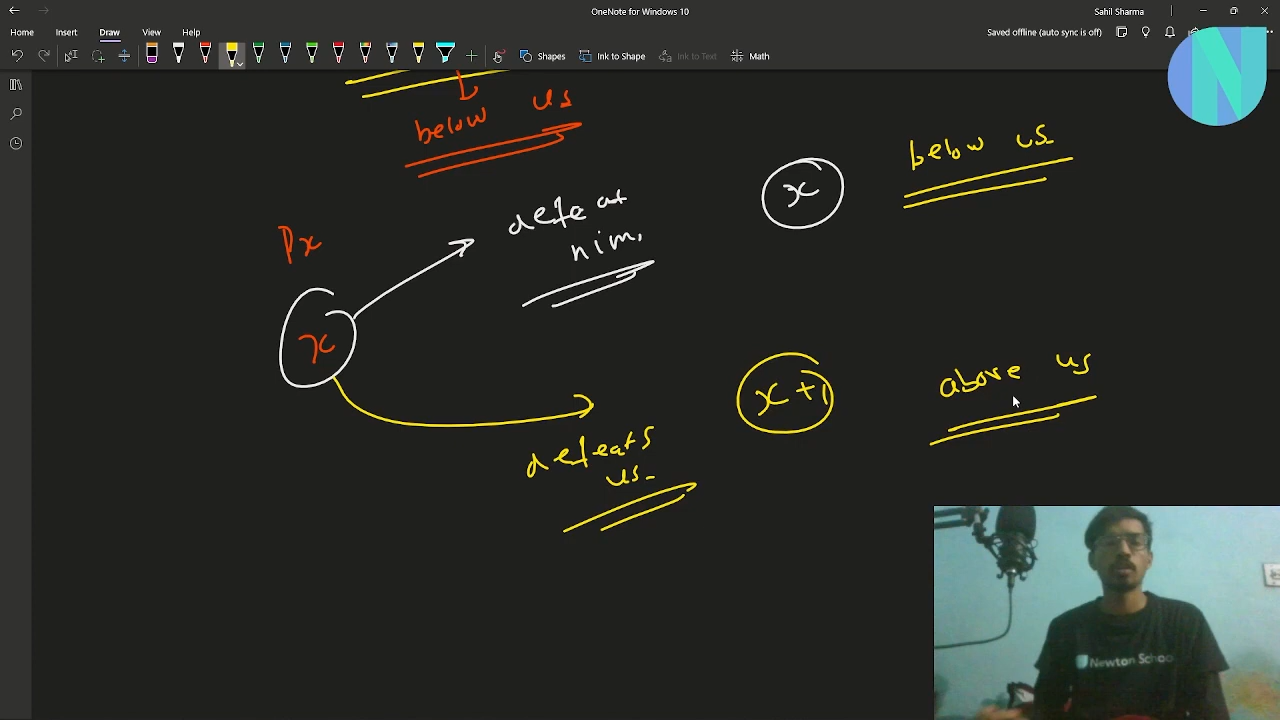 OneNote for Windows 10
Sahil Sharma
Home Insert Draw View Help
Saved offline (auto sync is off)
Shapes Ink to Shape Ink to Text Math
below us
below us
defeat
him.
x
Px
x
defeats
us.
x+1
above us
Newton School